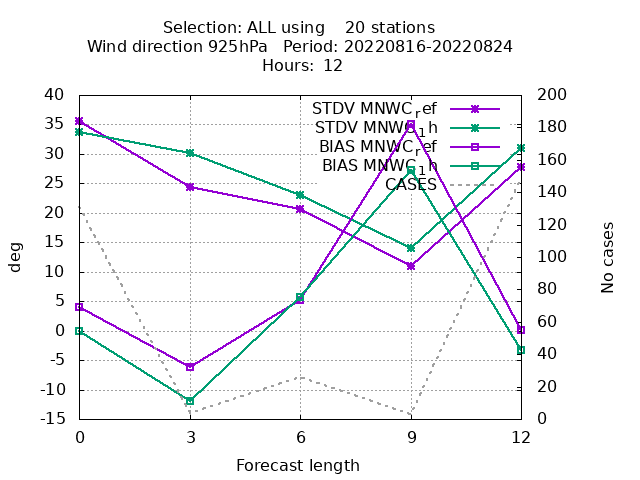 Selection: ALL using    20 stations
Wind direction 925hPa   Period: 20220816-20220824
Hours: 12
40
35
30
25
20
15
10
5
0
-5
-10
-15
deg
200
180
160
140
120
100
80
60
40
20
0
No cases
STDV MNWC_ref
STDV MNWC_1h
BIAS MNWC_ref
BIAS MNWC_1h
CASES
0 3 6 9 12
Forecast length